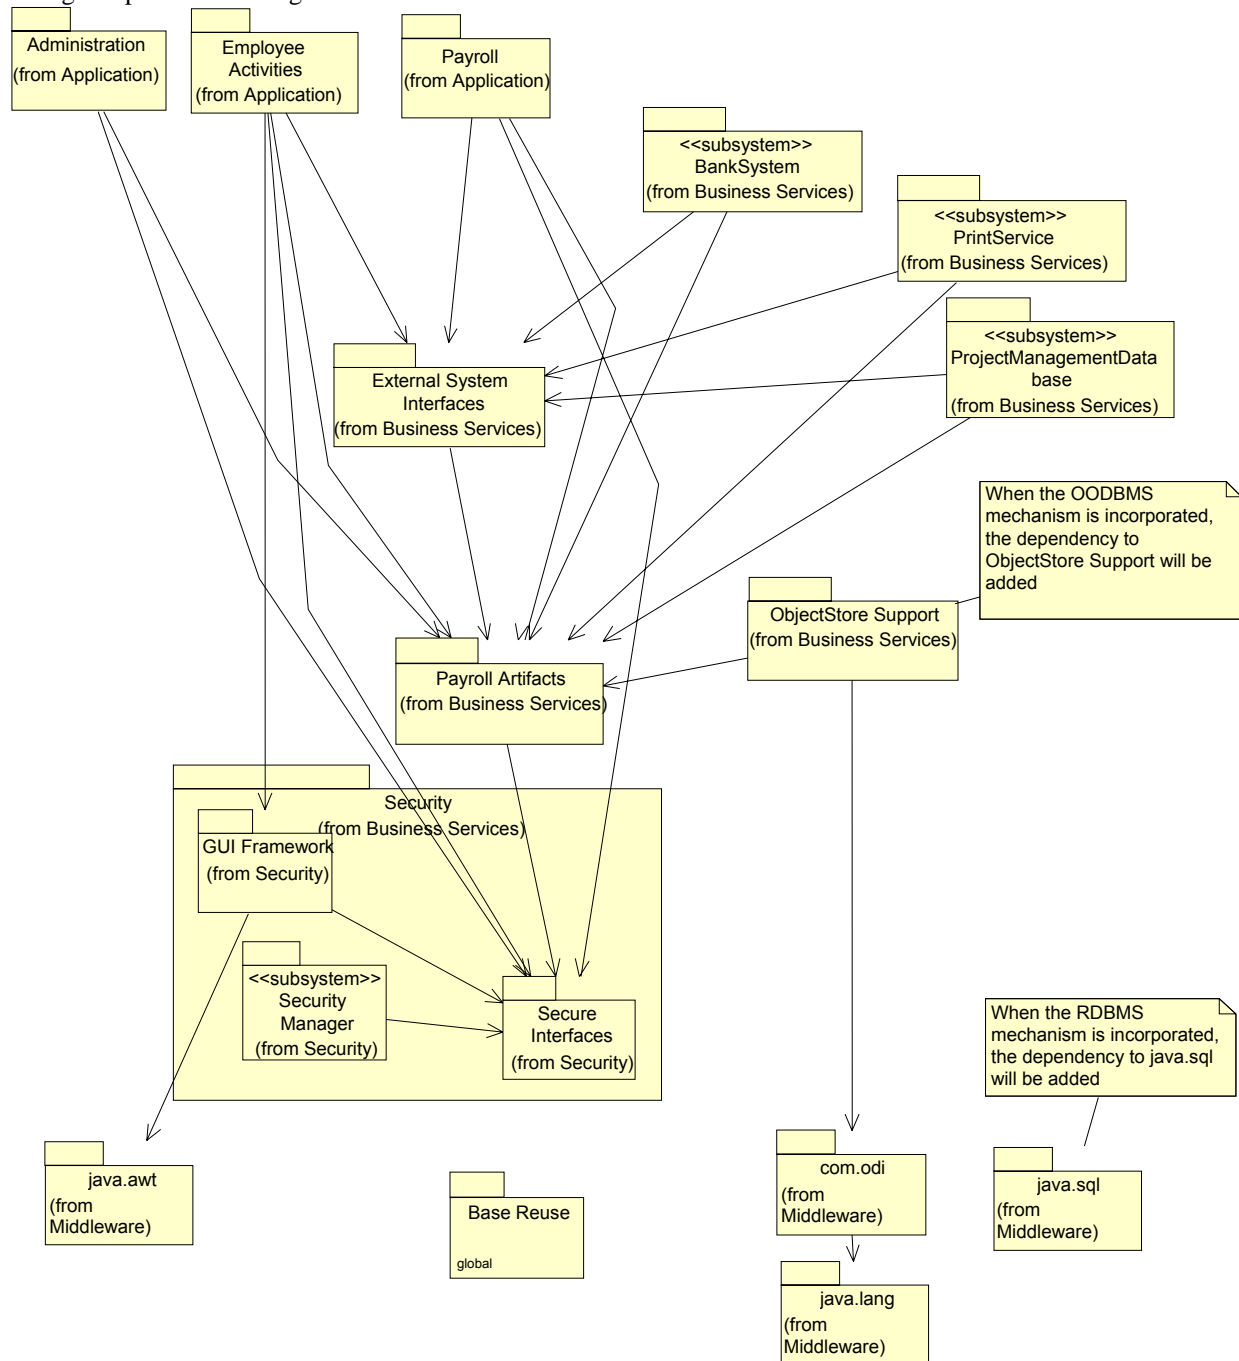 Administration
(from Application)
Employee
Activities
(from Application)
Payroll
(from Application)
<<subsystem>>
BankSystem
(from Business Services)
<<subsystem>>
PrintService
(from Business Services)
<<subsystem>>
ProjectManagementData
base
(from Business Services)
External System
Interfaces
(from Business Services)
When the OODBMS
mechanism is incorporated,
the dependency to
ObjectStore Support will be
added
ObjectStore Support
(from Business Services)
Payroll Artifacts
(from Business Services)
Security
(from Business Services)
GUI Framework
(from Security)
<<subsystem>>
Security
Manager
(from Security)
Secure
Interfaces
(from Security)
When the RDBMS
mechanism is incorporated,
the dependency to java.sql
will be added
java.awt
(from
Middleware)
Base Reuse
global
com.odi
(from
Middleware)
java.sql
(from
Middleware)
java.lang
(from
Middleware)